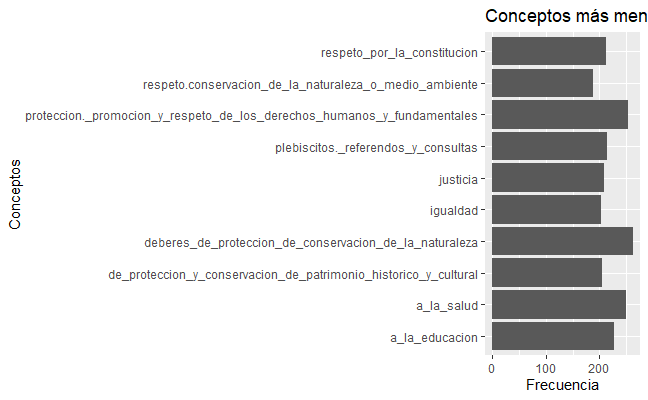 Conceptos más men
respeto_por_la_constitucion
respeto.conservacion_de_la_naturaleza_o_medio_ambiente
proteccion._promocion_y_respeto_de_los_derechos_humanos_y_fundamentales
plebiscitos._referendos_y_consultas
justicia
igualdad
deberes_de_proteccion_de_conservacion_de_la_naturaleza
de_proteccion_y_conservacion_de_patrimonio_historico_y_cultural
a_la_salud
a_la_educacion
Conceptos
0 100 200
Frecuencia